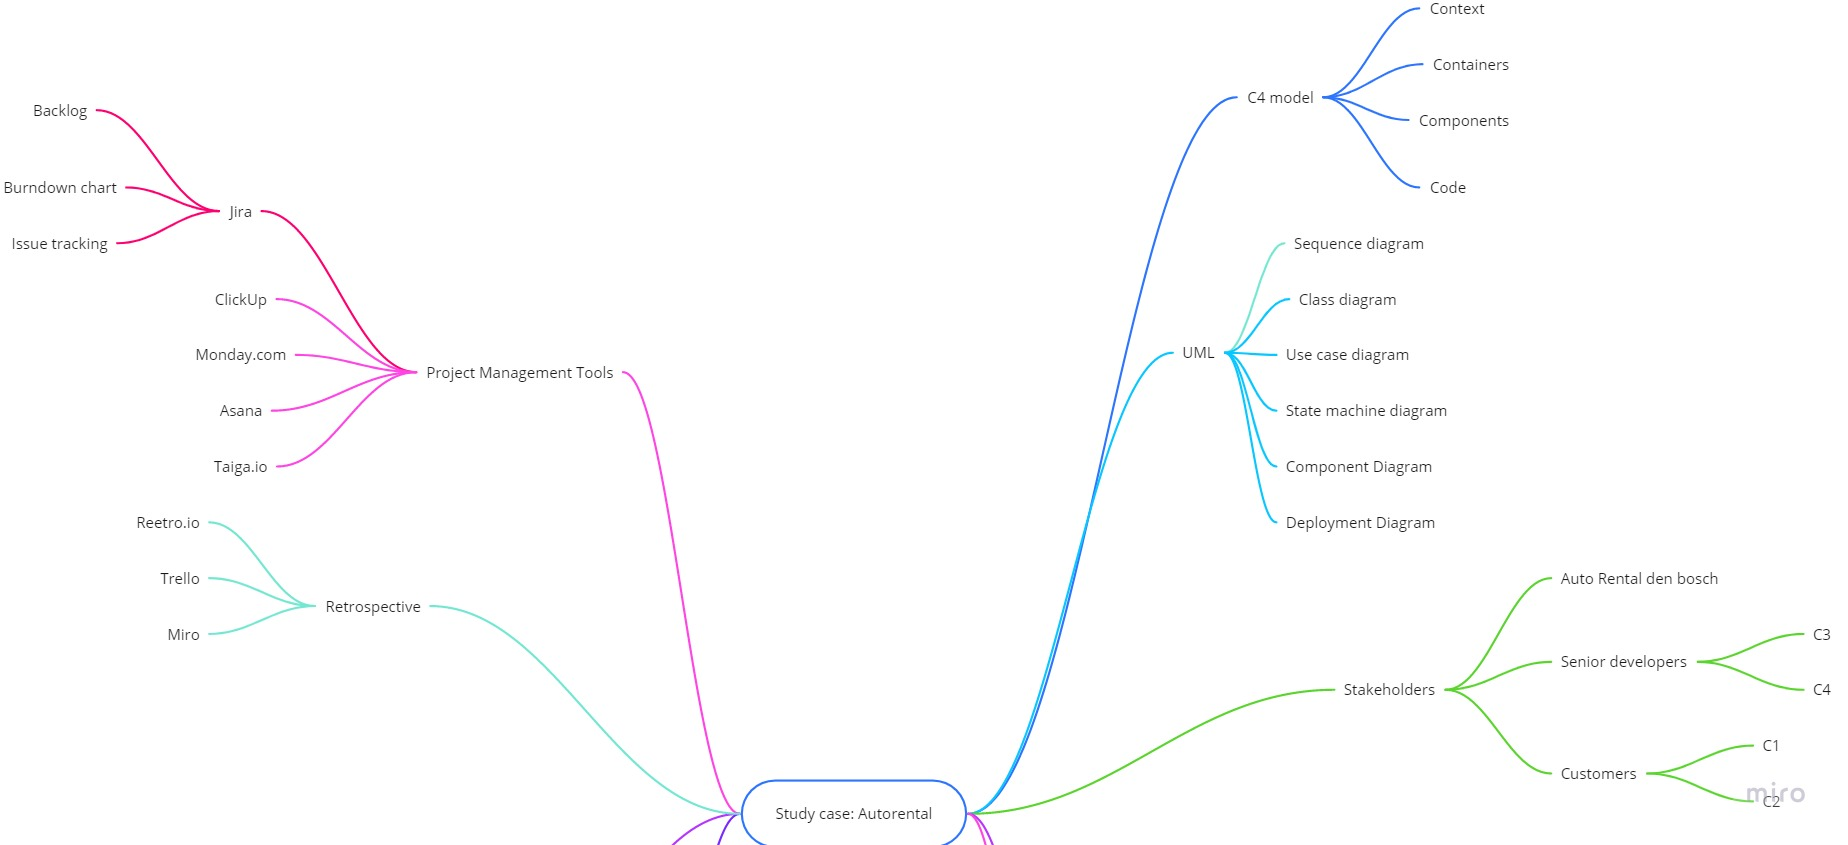 Context
Containers
C4 model
Components
Code
Backlog
Burndown chart
Jira
Issue tracking
ClickUp
Monday.com
Project Management Tools
Asana
Taiga.io
Sequence diagram
Class diagram
UML
Use case diagram
State machine diagram
Component Diagram
Deployment Diagram
Reetro.io
Trello
Retrospective
Miro
Auto Rental den bosch
C3
Senior developers
C4
Stakeholders
C1
Customers
C2
miro
Study case: Autorental